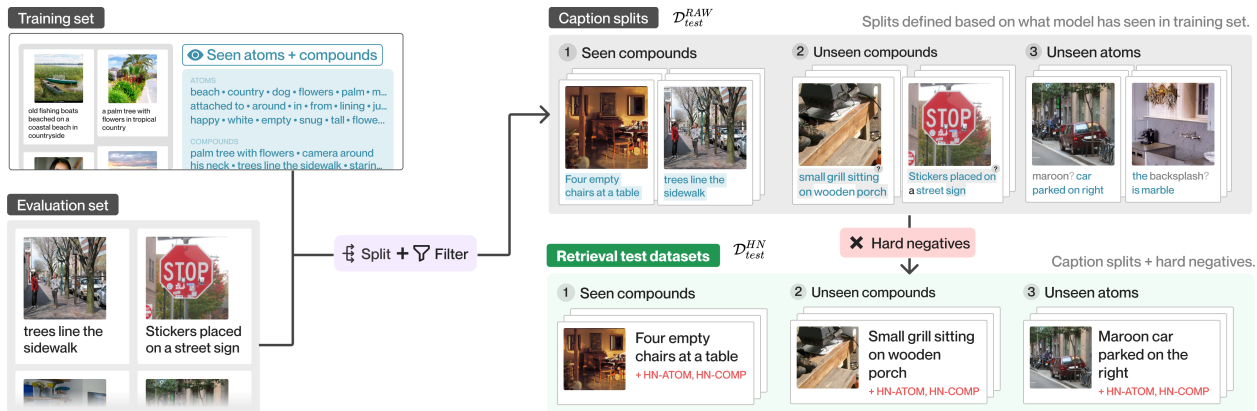 Training set
old fishing boats
beached on a
coastal beach in
countryside
a palm tree with
flowers in tropical
country
Seen atoms + compounds
ATOMS
beach • country • dog • flowers • palm • m...
attached to • around • in • from • lining • ju...
happy • white • empty • snug • tall • flowe...
COMPOUNDS
palm tree with flowers • camera around
his neck • trees line the sidewalk • starin...
Evaluation set
STOP
trees line the
sidewalk
Stickers placed
on a street sign
Split + Filter
Caption splits
D_test^RAW
Splits defined based on what model has seen in training set.
1 Seen compounds
Four empty
chairs at a table
trees line the
sidewalk
2 Unseen compounds
small grill sitting
on wooden porch
?
STOP
Stickers placed on
a street sign
?
3 Unseen atoms
maroon? car
parked on right
the backsplash?
is marble
Hard negatives
Retrieval test datasets
D_test^HN
Caption splits + hard negatives.
1 Seen compounds
Four empty
chairs at a table
+ HN-ATOM, HN-COMP
2 Unseen compounds
Small grill sitting
on wooden
porch
+ HN-ATOM, HN-COMP
3 Unseen atoms
Maroon car
parked on the
right
+ HN-ATOM, HN-COMP